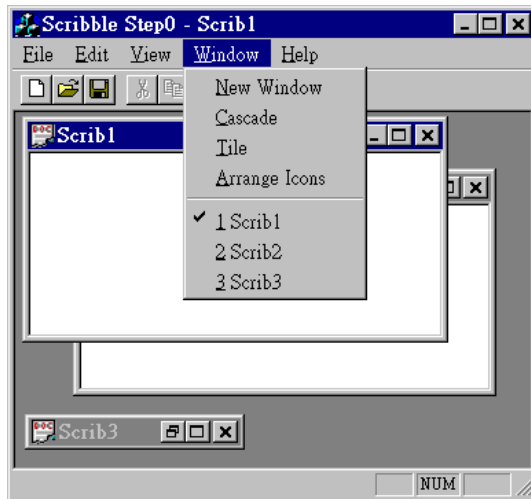 Scribble Step0 - Scrib1
File Edit View Window Help
New Window
Cascade
Tile
Arrange Icons
1 Scrib1
2 Scrib2
3 Scrib3
Scrib1
Scrib3
NUM